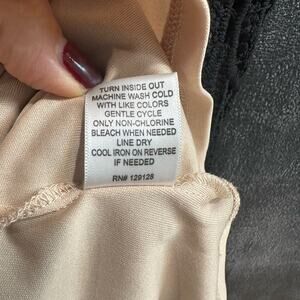 TURN INSIDE OUT
MACHINE WASH COLD
WITH LIKE COLORS
GENTLE CYCLE
ONLY NON-CHLORINE
BLEACH WHEN NEEDED
LINE DRY
COOL IRON ON REVERSE
IF NEEDED
RN# 129128